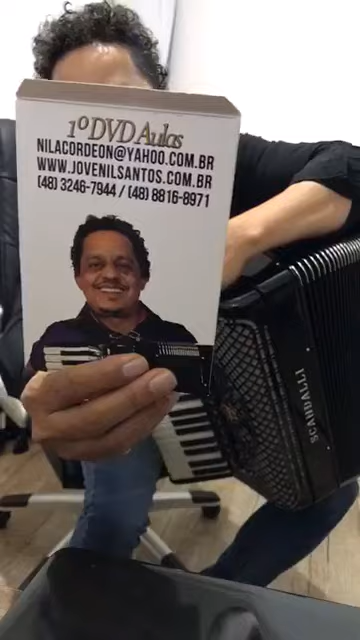 1º DVD Aulas
NILACORDEON@YAHOO.COM.BR
WWW.JOVENILSANTOS.COM.BR
(48) 3246-7944 / (48) 8816-8971
SCANDALLI